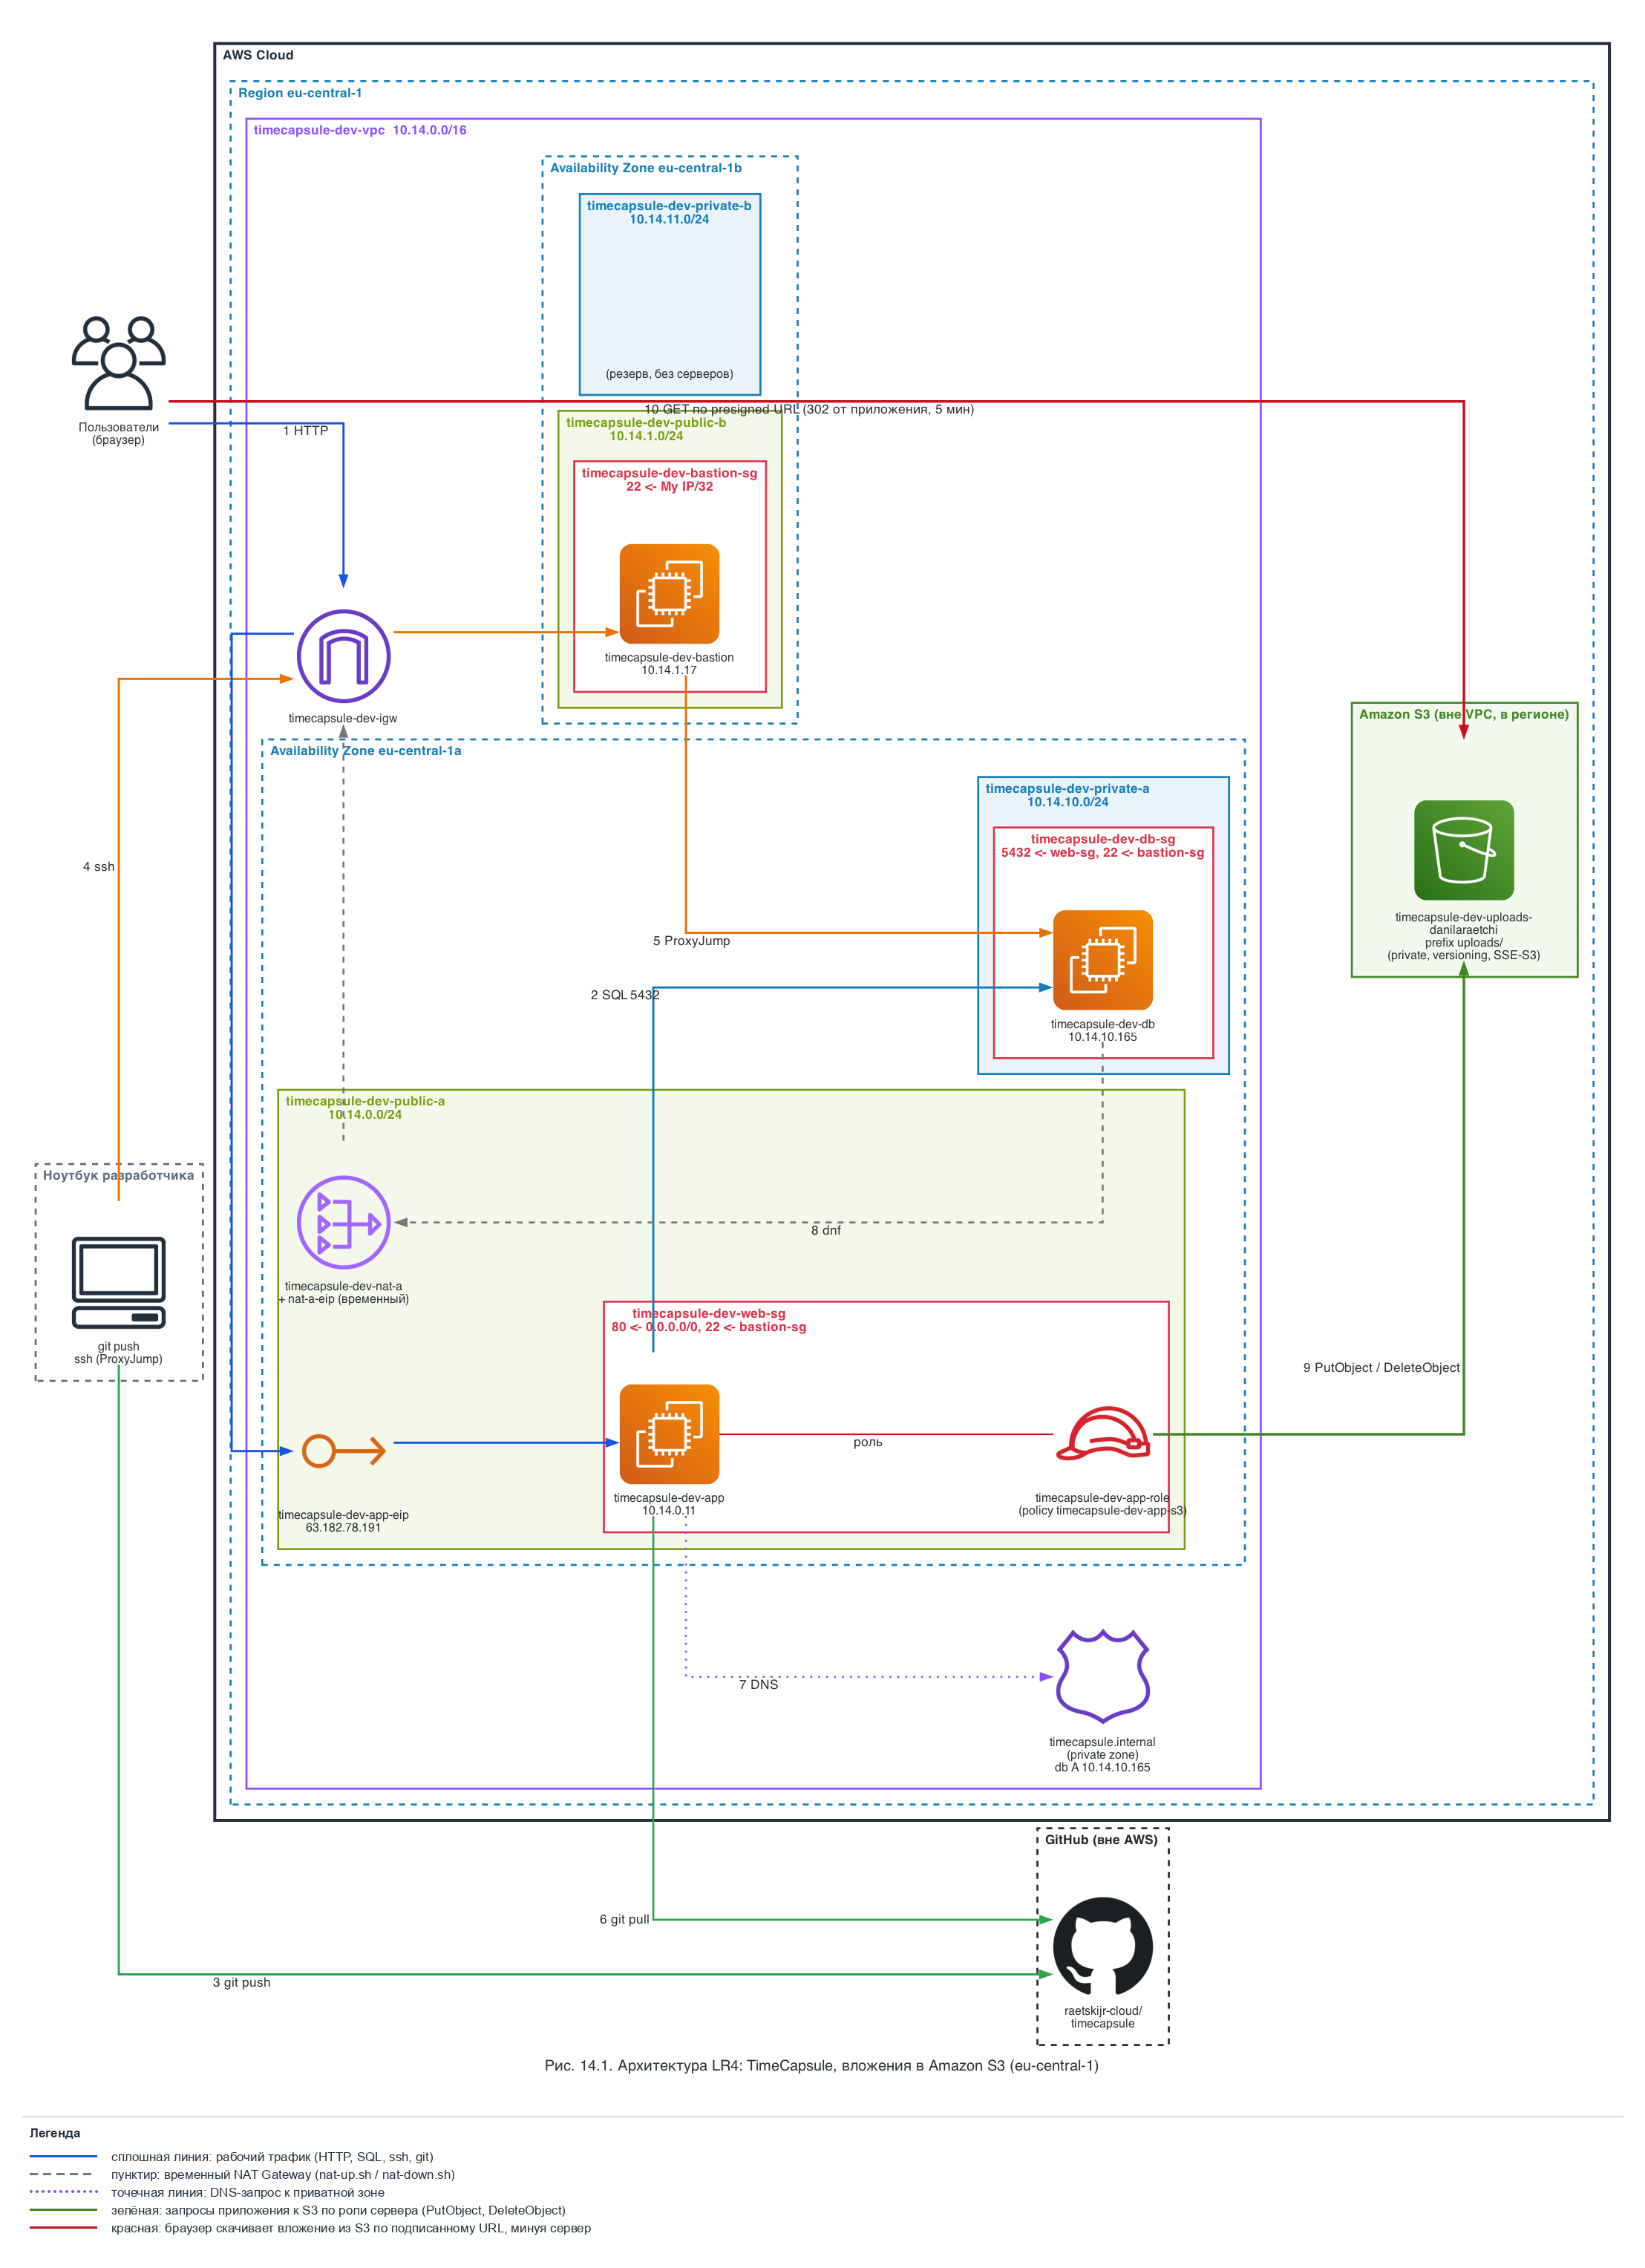 AWS Cloud
Region eu-central-1
timecapsule-dev-vpc 10.14.0.0/16
Availability Zone eu-central-1b
timecapsule-dev-private-b
10.14.11.0/24
(резерв, без серверов)
10 GET по presigned URL (302 от приложения, 5 мин)
Пользователи
(браузер)
1 HTTP
timecapsule-dev-public-b
10.14.1.0/24
timecapsule-dev-bastion-sg
22 <- My IP/32
timecapsule-dev-bastion
10.14.1.17
timecapsule-dev-igw
Amazon S3 (вне VPC, в регионе)
timecapsule-dev-uploads-
danilaraetchi
prefix uploads/
(private, versioning, SSE-S3)
Availability Zone eu-central-1a
timecapsule-dev-private-a
10.14.10.0/24
timecapsule-dev-db-sg
5432 <- web-sg, 22 <- bastion-sg
4 ssh
5 ProxyJump
2 SQL 5432
timecapsule-dev-db
10.14.10.165
timecapsule-dev-public-a
10.14.0.0/24
Ноутбук разработчика
git push
ssh (ProxyJump)
8 dnf
timecapsule-dev-nat-a
+ nat-a-eip (временный)
timecapsule-dev-web-sg
80 <- 0.0.0.0/0, 22 <- bastion-sg
9 PutObject / DeleteObject
роль
timecapsule-dev-app-eip
63.182.78.191
timecapsule-dev-app
10.14.0.11
timecapsule-dev-app-role
(policy timecapsule-dev-app-s3)
7 DNS
timecapsule.internal
(private zone)
db A 10.14.10.165
GitHub (вне AWS)
6 git pull
3 git push
raetskijr-cloud/
timecapsule
Рис. 14.1. Архитектура LR4: TimeCapsule, вложения в Amazon S3 (eu-central-1)
Легенда
сплошная линия: рабочий трафик (HTTP, SQL, ssh, git)
пунктир: временный NAT Gateway (nat-up.sh / nat-down.sh)
точечная линия: DNS-запрос к приватной зоне
зелёная: запросы приложения к S3 по роли сервера (PutObject, DeleteObject)
красная: браузер скачивает вложение из S3 по подписанному URL, минуя сервер